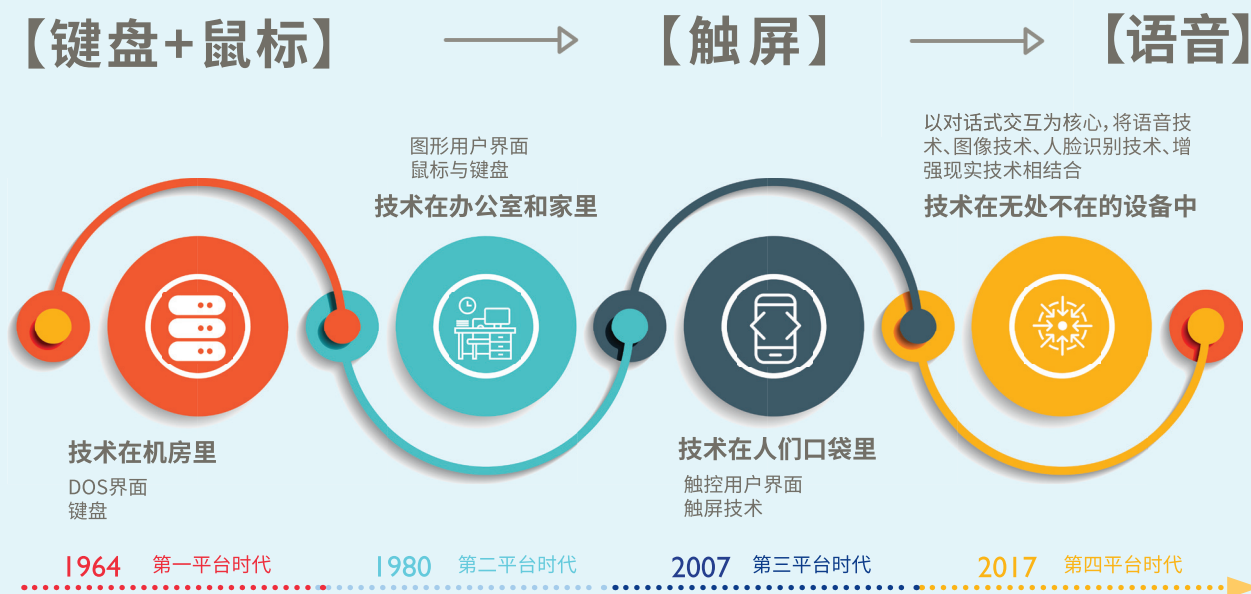 【键盘+鼠标】
【触屏】
【语音】
图形用户界面
鼠标与键盘
技术在办公室和家里
以对话式交互为核心，将语音技
术、图像技术、人脸识别技术、增
强现实技术相结合
技术在无处不在的设备中
技术在机房里
DOS界面
键盘
技术在人们口袋里
触控用户界面
触屏技术
1964 第一平台时代
1980 第二平台时代
2007 第三平台时代
2017 第四平台时代